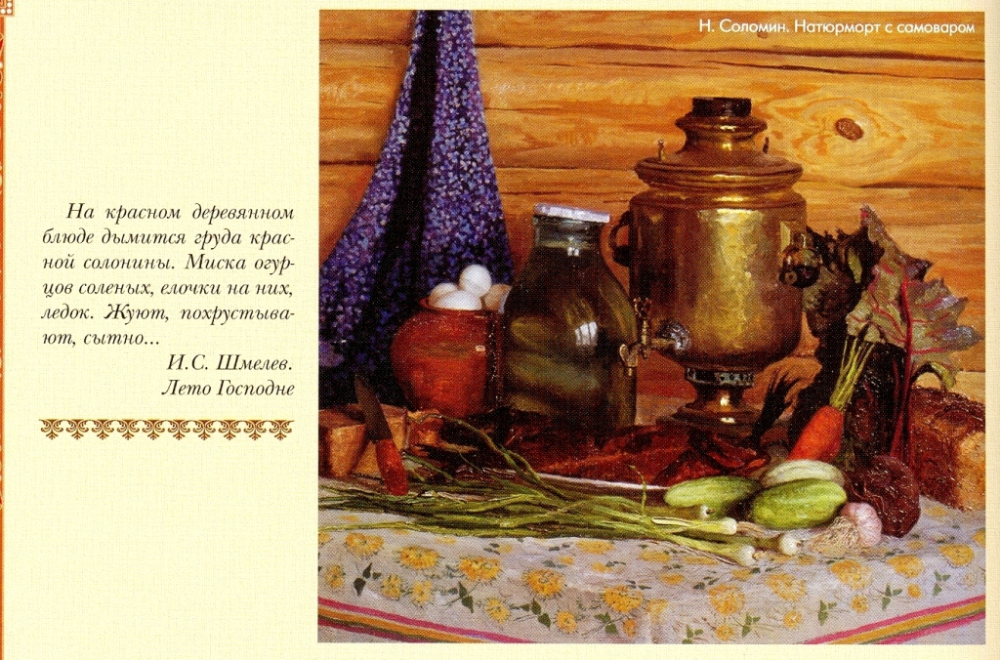 Н. Соломин. Натюрморт с самоваром
На красном деревянном
блюде дымится груда крас-
ной солонины. Миска огур-
цов соленых, елочки на них,
ледок. Жуют, похрустыва-
ют, сытно...
И.С. Шмелев.
Лето Господне